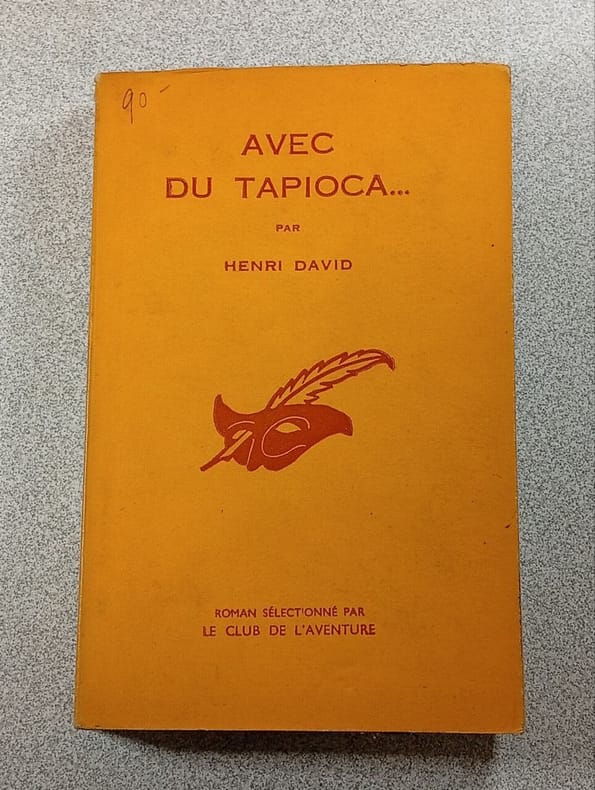 90-
AVEC
DU TAPIOCA...
PAR
HENRI DAVID
ROMAN SÉLECTIONNÉ PAR
LE CLUB DE L'AVENTURE